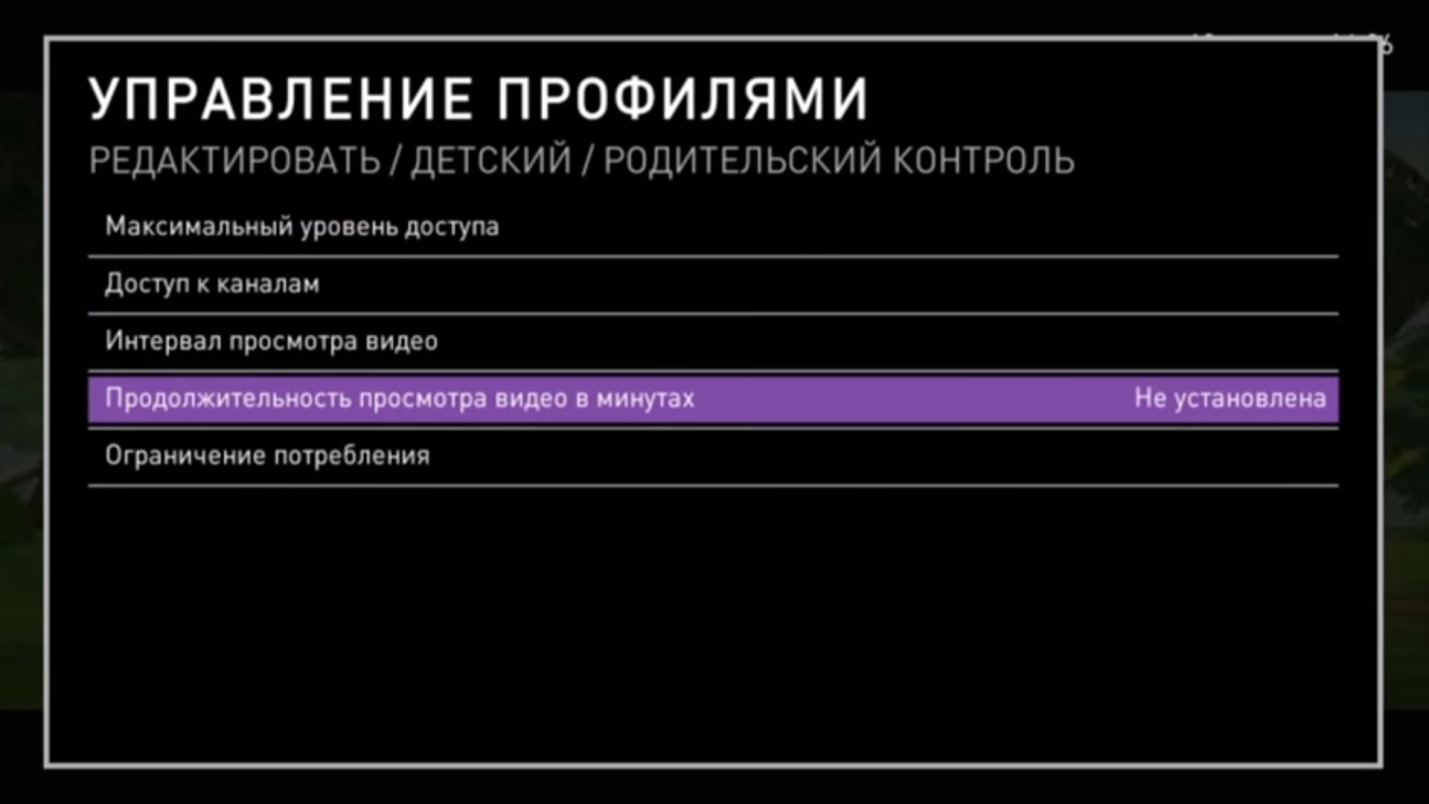 УПРАВЛЕНИЕ ПРОФИЛЯМИ
РЕДАКТИРОВАТЬ / ДЕТСКИЙ / РОДИТЕЛЬСКИЙ КОНТРОЛЬ
Максимальный уровень доступа
Доступ к каналам
Интервал просмотра видео
Продолжительность просмотра видео в минутах Не установлена
Ограничение потребления